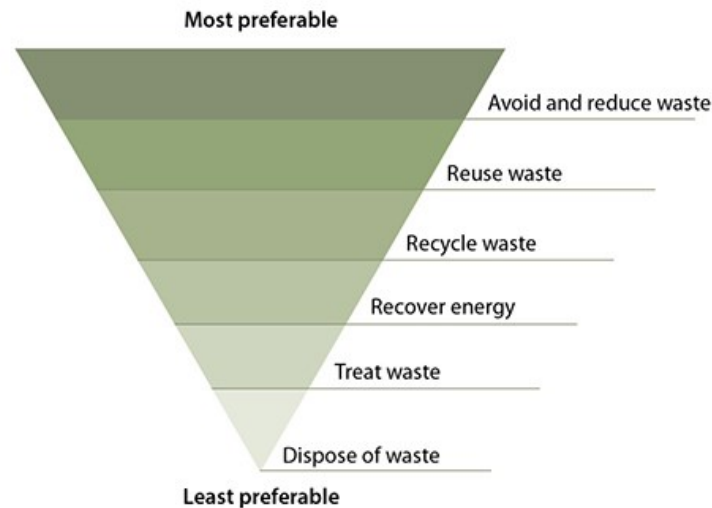 Most preferable
Avoid and reduce waste
Reuse waste
Recycle waste
Recover energy
Treat waste
Dispose of waste
Least preferable